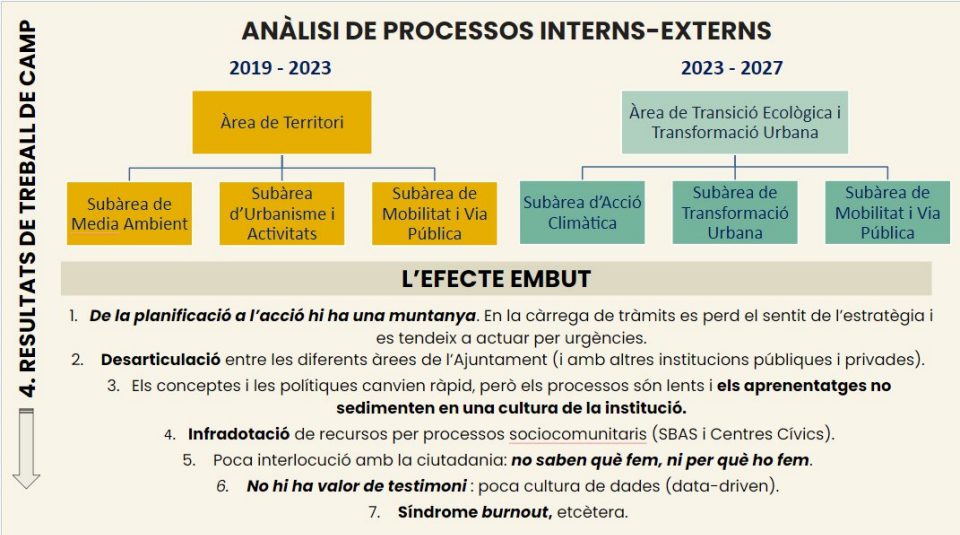 4. RESULTATS DE TREBALL DE CAMP
ANÀLISI DE PROCESSOS INTERNS-EXTERNS
2019 - 2023
2023 - 2027
Àrea de Territori
Àrea de Transició Ecològica i
Transformació Urbana
Subàrea de
Media Ambient
Subàrea
d'Urbanisme i
Activitats
Subàrea de
Mobilitat i Via
Pública
Subàrea d'Acció
Climàtica
Subàrea de
Transformació
Urbana
Subàrea de
Mobilitat i Via
Pública
L'EFECTE EMBUT
1. De la planificació a l'acció hi ha una muntanya. En la càrrega de tràmits es perd el sentit de l'estratègia i
es tendeix a actuar per urgències.
2. Desarticulació entre les diferents àrees de l'Ajuntament (i amb altres institucions públiques i privades).
3. Els conceptes i les polítiques canvien ràpid, però els processos són lents i els aprenentatges no
sedimenten en una cultura de la institució.
4. Infradotació de recursos per processos sociocomunitaris (SBAS i Centres Cívics).
5. Poca interlocució amb la ciutadania: no saben què fem, ni per què ho fem.
6. No hi ha valor de testimoni : poca cultura de dades (data-driven).
7. Síndrome burnout, etcètera.